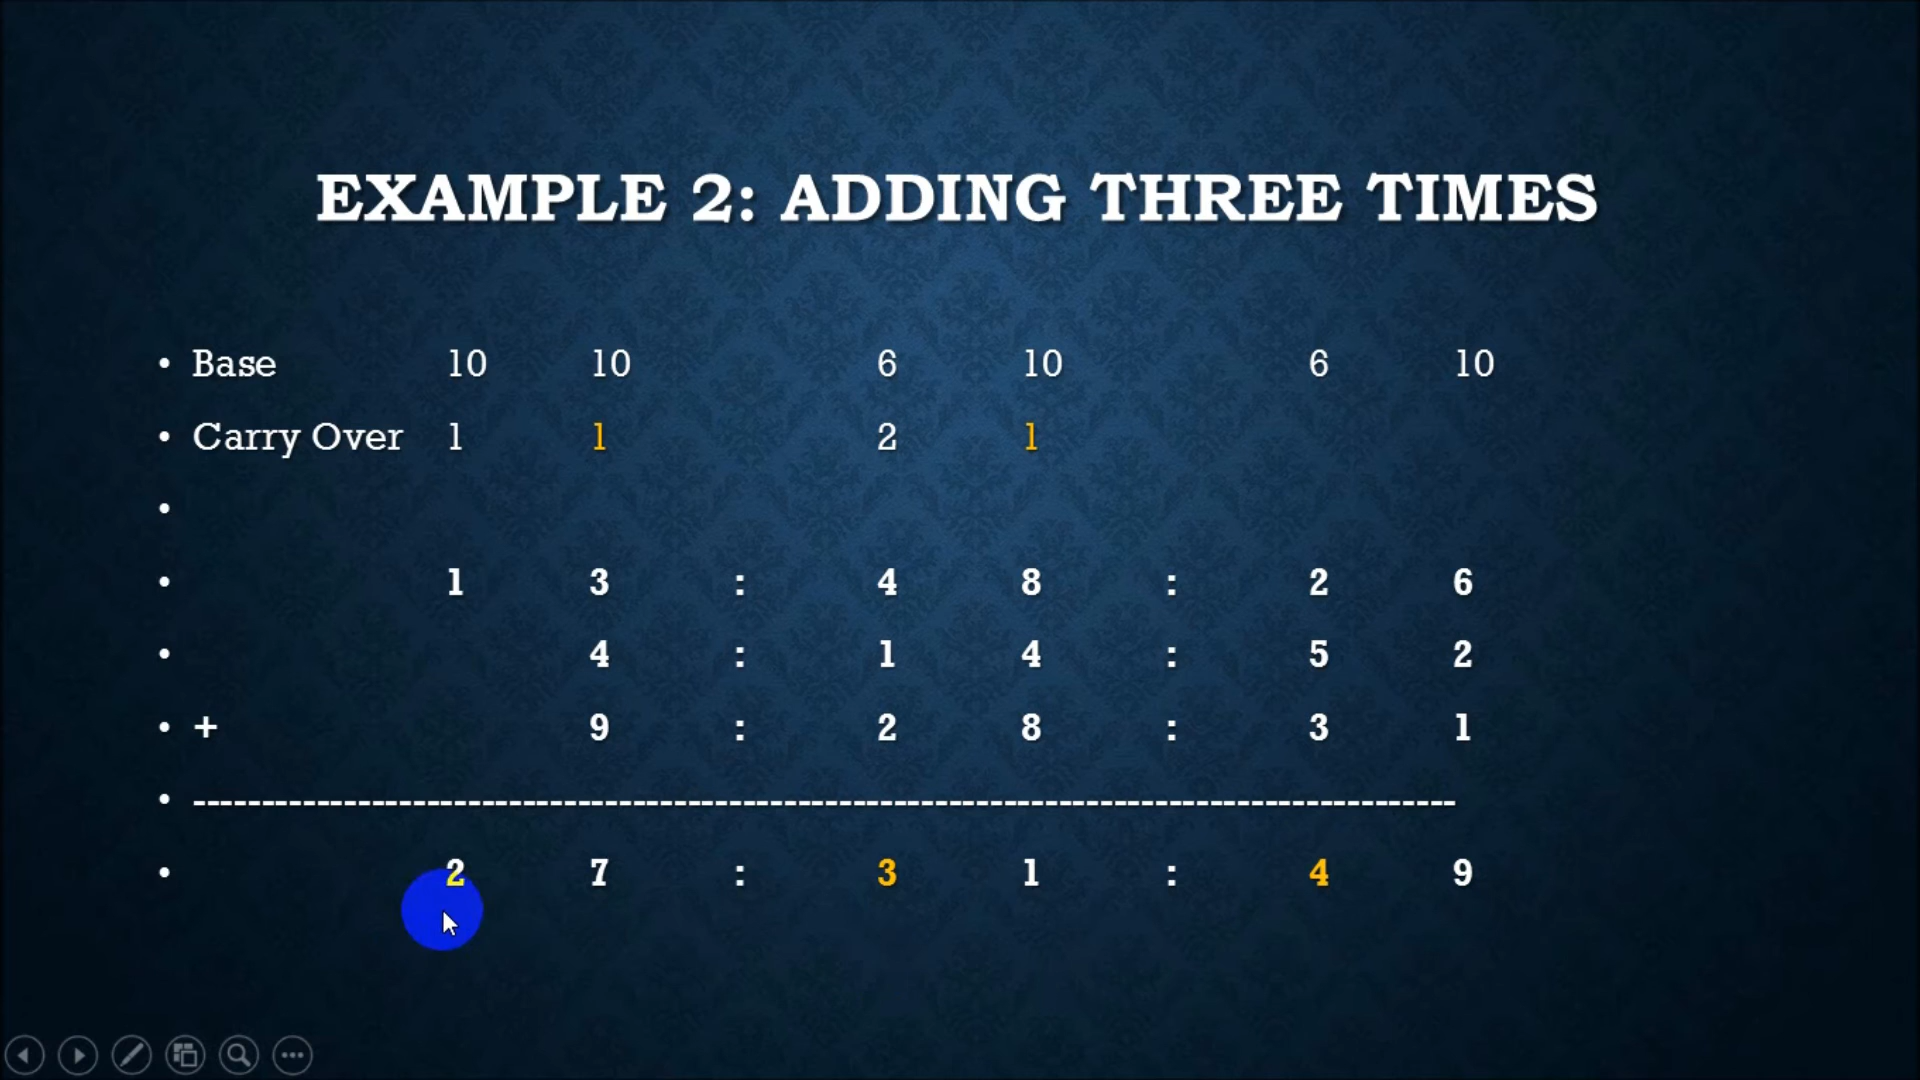 EXAMPLE 2: ADDING THREE TIMES
• Base 10 10 6 10 6 10
• Carry Over 1 1 2 1
•
• 1 3 : 4 8 : 2 6
• 4 : 1 4 : 5 2
• + 9 : 2 8 : 3 1
• --------------------------------------------------------------------------------------------
• 2 7 : 3 1 : 4 9